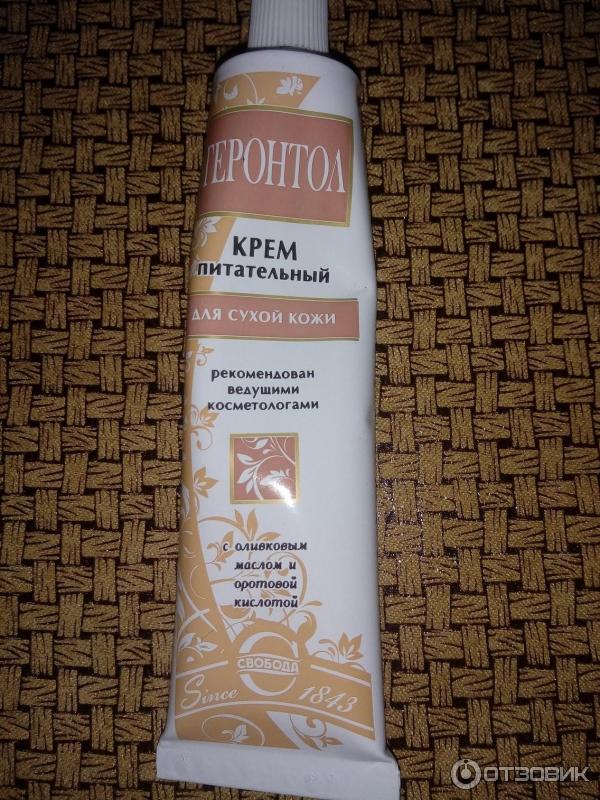 ГЕРОНТОЛ
КРЕМ
питательный
ДЛЯ СУХОЙ КОЖИ
рекомендован
ведущими
косметологами
с оливковым
маслом и
оротовой
кислотой
СВОБОДА
Since 1843
ОТЗОВИК